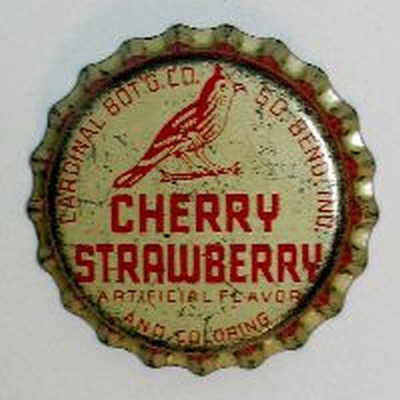 CARDINAL BOT'G. CO. SO. BEND, IND.
CHERRY
STRAWBERRY
ARTIFICIAL FLAVOR
AND COLORING